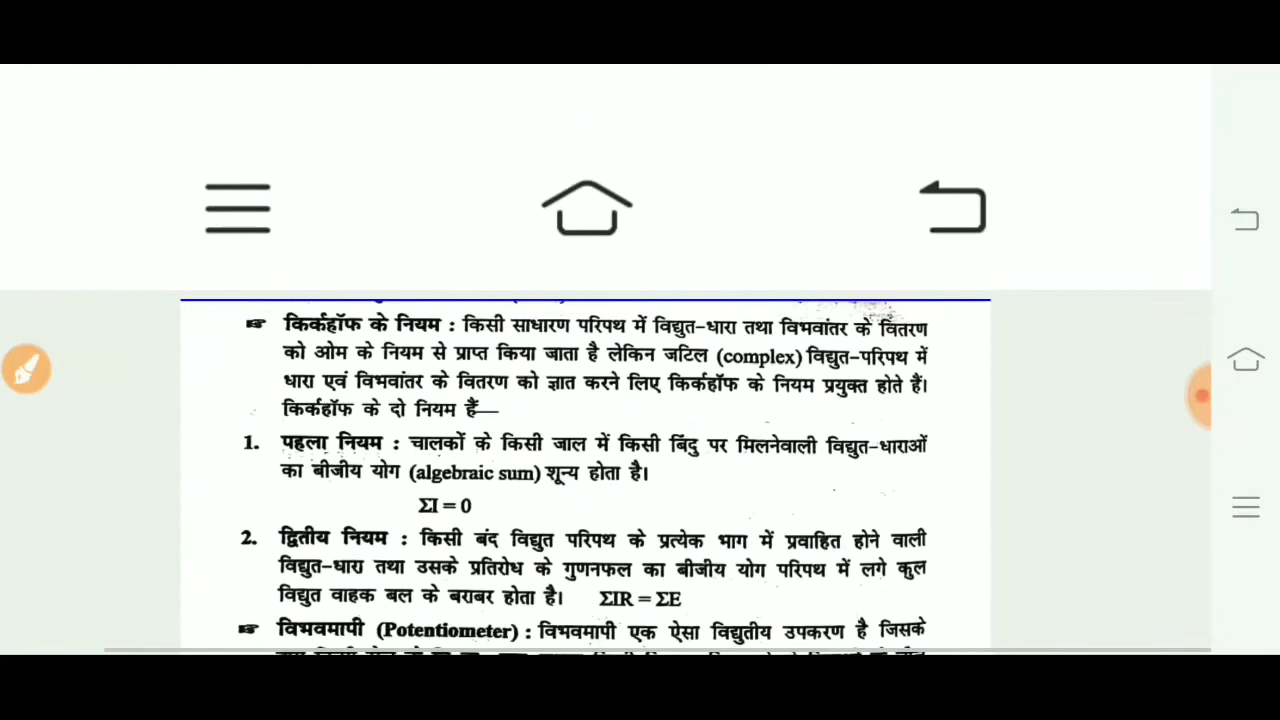 ☞ किर्कहॉफ के नियम : किसी साधारण परिपथ में विद्युत-धारा तथा विभवांतर के वितरण
को ओम के नियम से प्राप्त किया जाता है लेकिन जटिल (complex) विद्युत-परिपथ में
धारा एवं विभवांतर के वितरण को ज्ञात करने लिए किर्कहॉफ के नियम प्रयुक्त होते हैं।
किर्कहॉफ के दो नियम हैं—
1. पहला नियम : चालकों के किसी जाल में किसी बिंदु पर मिलनेवाली विद्युत-धाराओं
का बीजीय योग (algebraic sum) शून्य होता है।
ΣI = 0
2. द्वितीय नियम : किसी बंद विद्युत परिपथ के प्रत्येक भाग में प्रवाहित होने वाली
विद्युत-धारा तथा उसके प्रतिरोध के गुणनफल का बीजीय योग परिपथ में लगे कुल
विद्युत वाहक बल के बराबर होता है। ΣIR = ΣE
☞ विभवमापी (Potentiometer) : विभवमापी एक ऐसा विद्युतीय उपकरण है जिसके